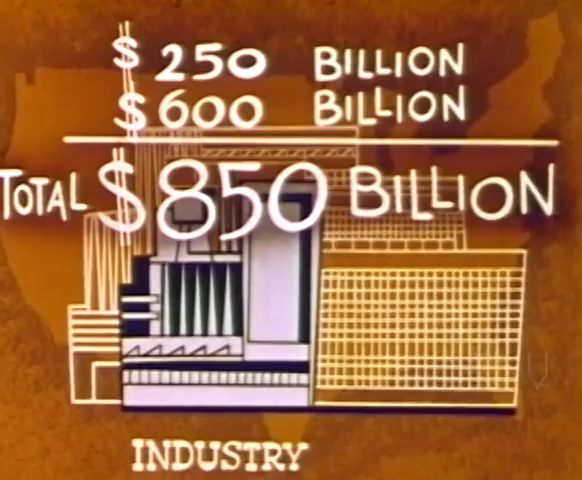 $ 250 BILLION
$ 600 BILLION
TOTAL $ 850 BILLION
INDUSTRY